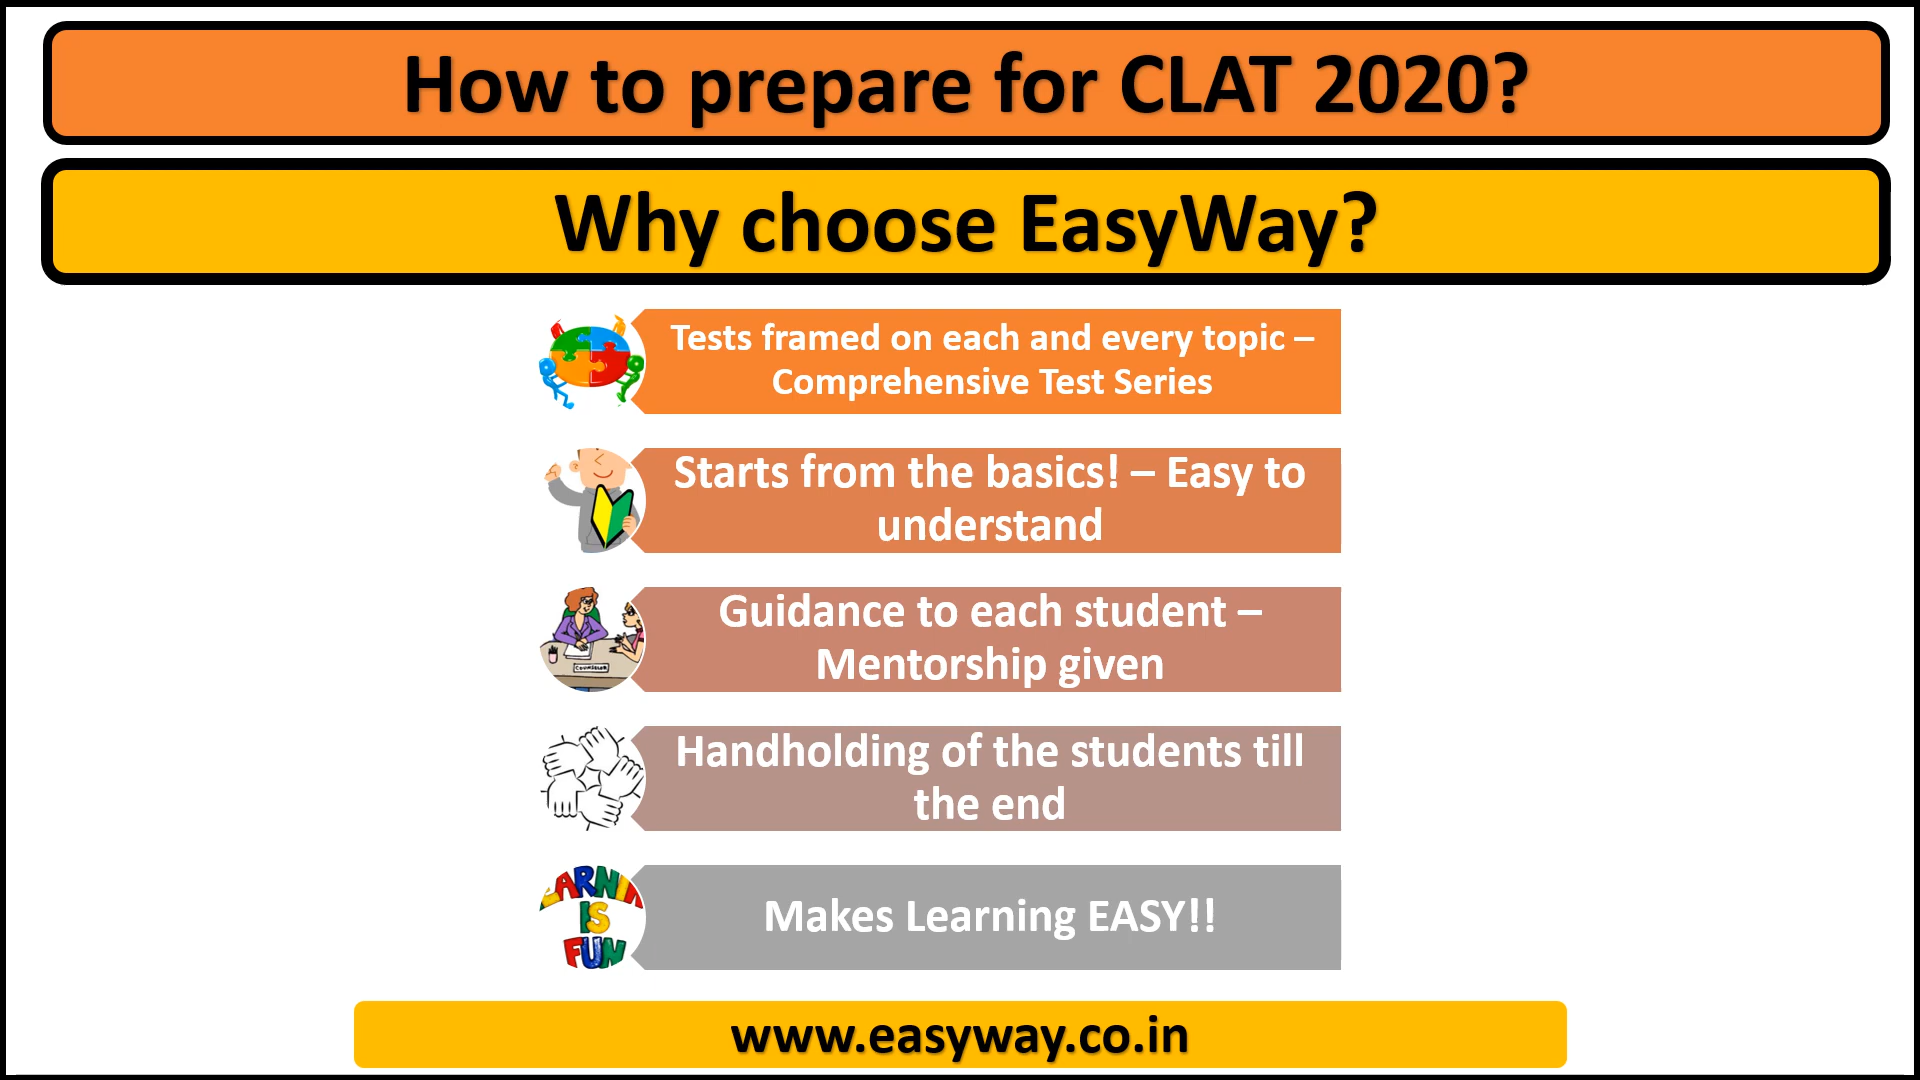 How to prepare for CLAT 2020?
Why choose EasyWay?
Tests framed on each and every topic –
Comprehensive Test Series
Starts from the basics! – Easy to
understand
Guidance to each student –
Mentorship given
COUNSELOR
Handholding of the students till
the end
EARNIN
IS
FUN
Makes Learning EASY!!
www.easyway.co.in